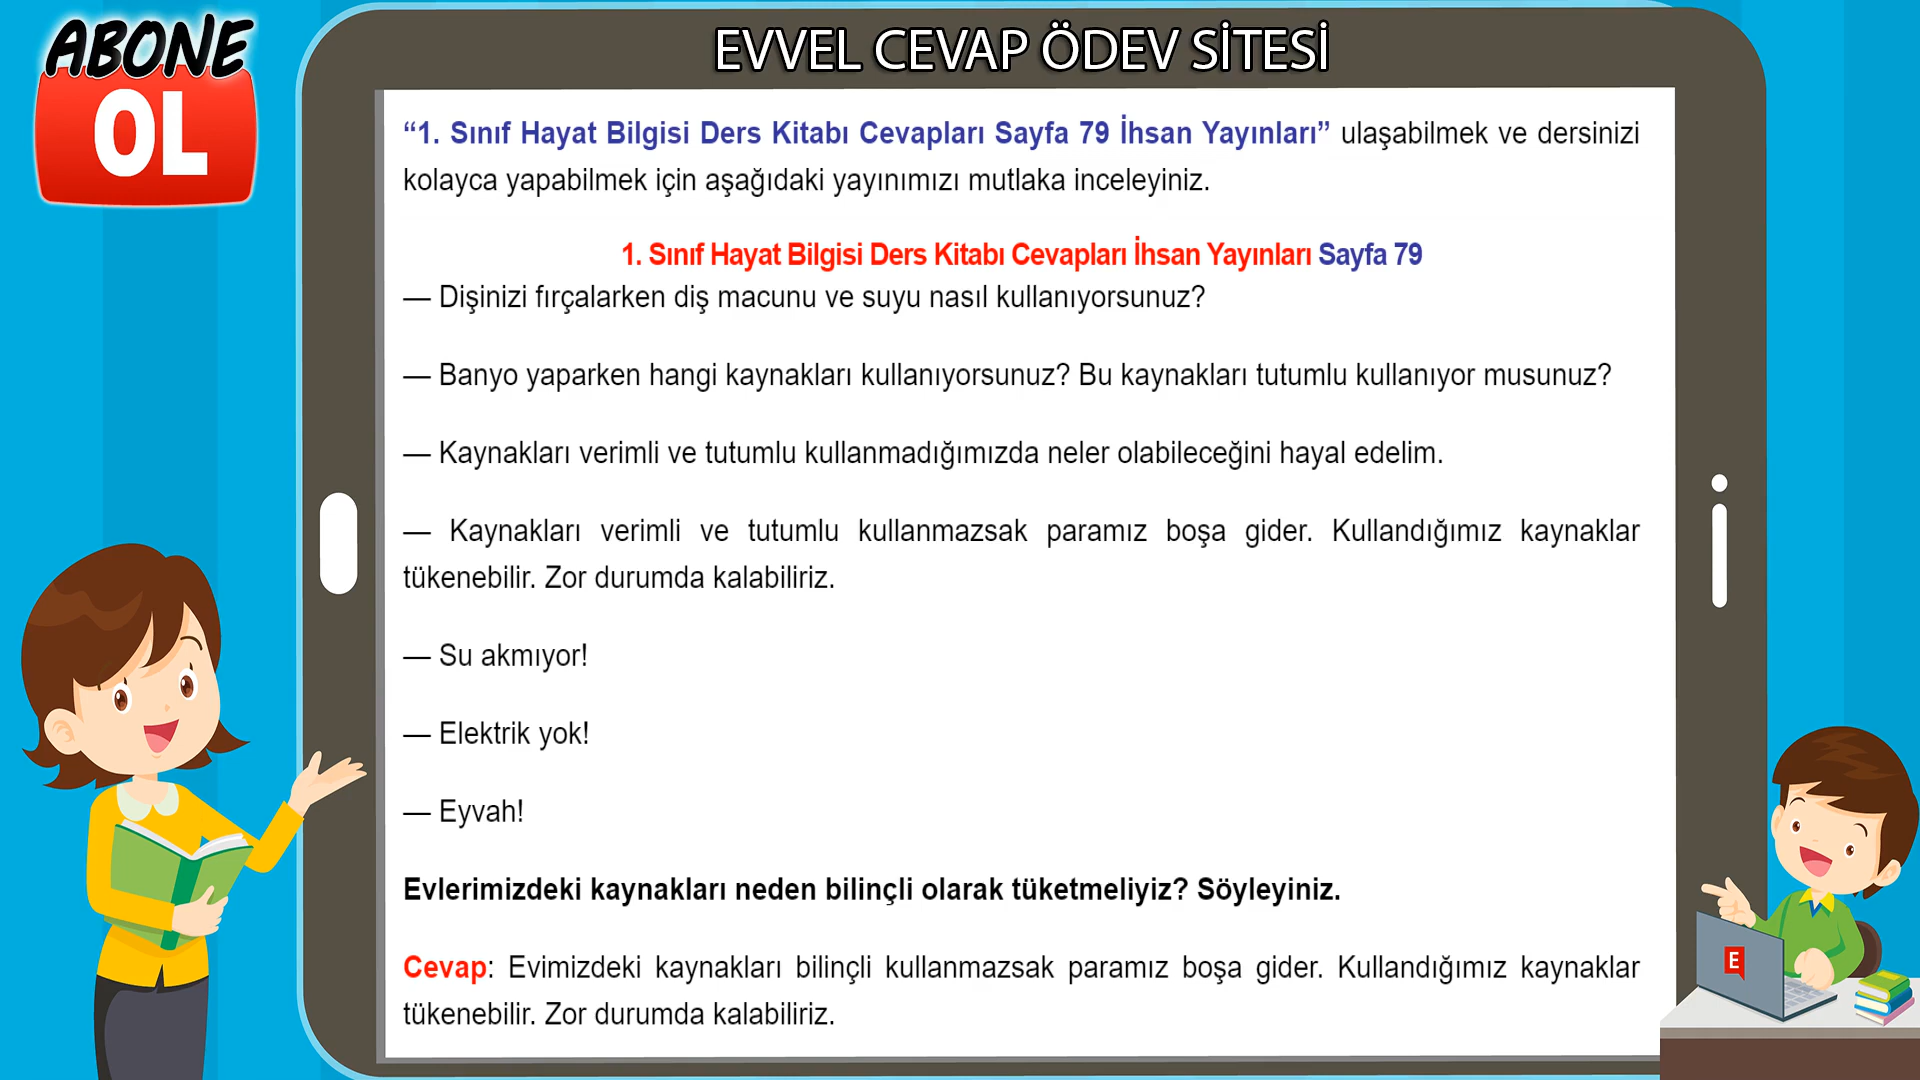 ABONE
OL
EVVEL CEVAP ÖDEV SİTESİ
“1. Sınıf Hayat Bilgisi Ders Kitabı Cevapları Sayfa 79 İhsan Yayınları” ulaşabilmek ve dersinizi
kolayca yapabilmek için aşağıdaki yayınımızı mutlaka inceleyiniz.
1. Sınıf Hayat Bilgisi Ders Kitabı Cevapları İhsan Yayınları Sayfa 79
— Dişinizi fırçalarken diş macunu ve suyu nasıl kullanıyorsunuz?
— Banyo yaparken hangi kaynakları kullanıyorsunuz? Bu kaynakları tutumlu kullanıyor musunuz?
— Kaynakları verimli ve tutumlu kullanmadığımızda neler olabileceğini hayal edelim.
— Kaynakları verimli ve tutumlu kullanmazsak paramız boşa gider. Kullandığımız kaynaklar
tükenebilir. Zor durumda kalabiliriz.
— Su akmıyor!
— Elektrik yok!
— Eyvah!
Evlerimizdeki kaynakları neden bilinçli olarak tüketmeliyiz? Söyleyiniz.
Cevap: Evimizdeki kaynakları bilinçli kullanmazsak paramız boşa gider. Kullandığımız kaynaklar
tükenebilir. Zor durumda kalabiliriz.
E